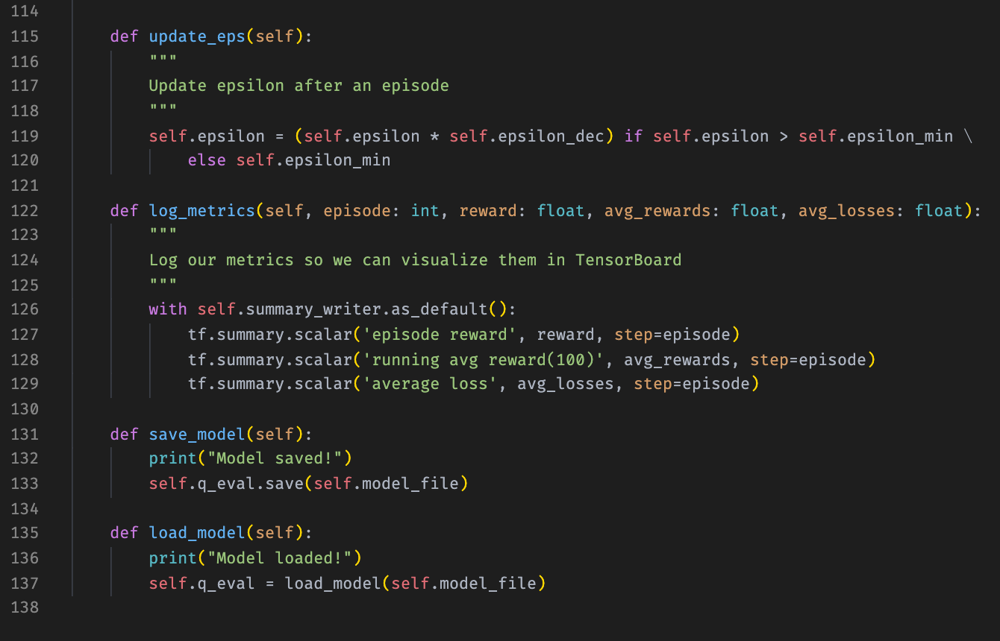 114
115 def update_eps(self):
116 """
117 Update epsilon after an episode
118 """
119 self.epsilon = (self.epsilon * self.epsilon_dec) if self.epsilon > self.epsilon_min \
120 else self.epsilon_min
121
122 def log_metrics(self, episode: int, reward: float, avg_rewards: float, avg_losses: float):
123 """
124 Log our metrics so we can visualize them in TensorBoard
125 """
126 with self.summary_writer.as_default():
127 tf.summary.scalar('episode reward', reward, step=episode)
128 tf.summary.scalar('running avg reward(100)', avg_rewards, step=episode)
129 tf.summary.scalar('average loss', avg_losses, step=episode)
130
131 def save_model(self):
132 print("Model saved!")
133 self.q_eval.save(self.model_file)
134
135 def load_model(self):
136 print("Model loaded!")
137 self.q_eval = load_model(self.model_file)
138